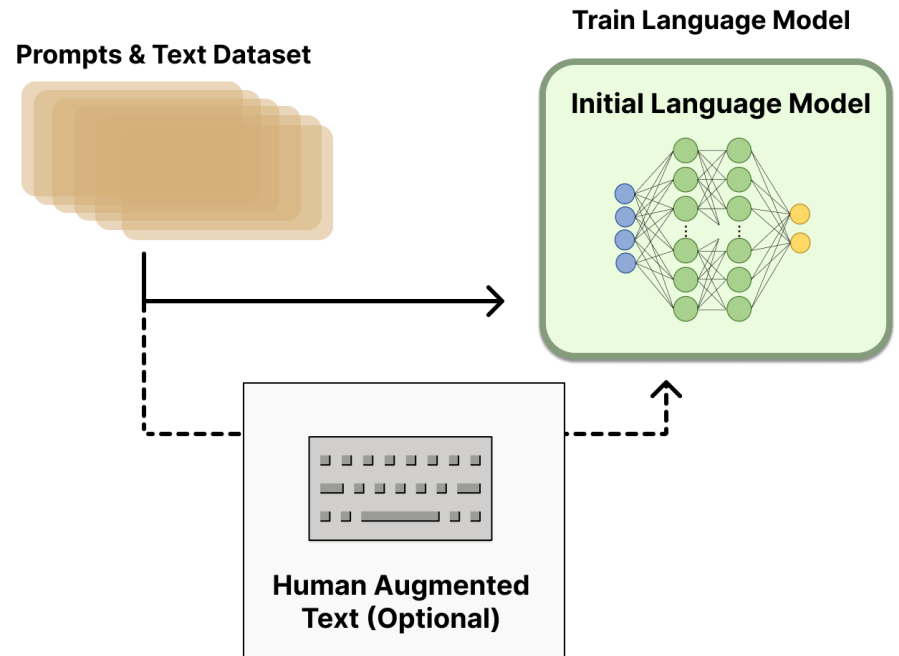 Train Language Model
Prompts & Text Dataset
Initial Language Model
Human Augmented
Text (Optional)